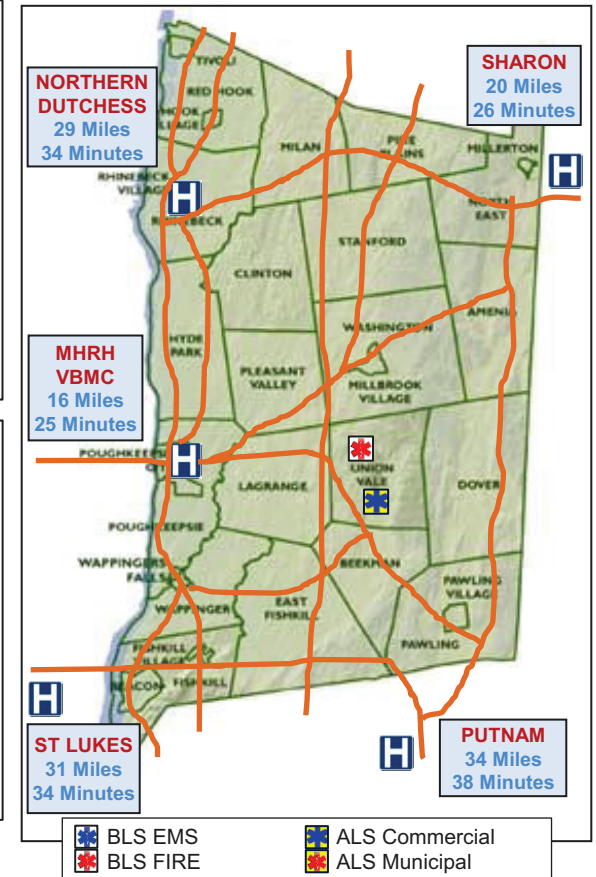 TIVOLI
NORTHERN
DUTCHESS
29 Miles
34 Minutes
RED HOOK
SHARON
20 Miles
26 Minutes
MILAN
MILLERTON
RHINEBECK
NORTH
EAST
STANFORD
CLINTON
HYDE
PARK
AMENIA
WASHINGTON
MHRH
VBMC
16 Miles
25 Minutes
PLEASANT
VALLEY
MILLBROOK
VILLAGE
H
H
H
UNION
VALE
LAGRANGE
DOVER
POUGHKEEPSIE
WAPPINGERS
FALLS
BEEKMAN
PAWLING
VILLAGE
WAPPINGER
EAST
FISHKILL
PAWLING
FISHKILL
VILLAGE
BEACON
FISHKILL
H
H
ST LUKES
31 Miles
34 Minutes
PUTNAM
34 Miles
38 Minutes
BLS EMS
ALS Commercial
BLS FIRE
ALS Municipal